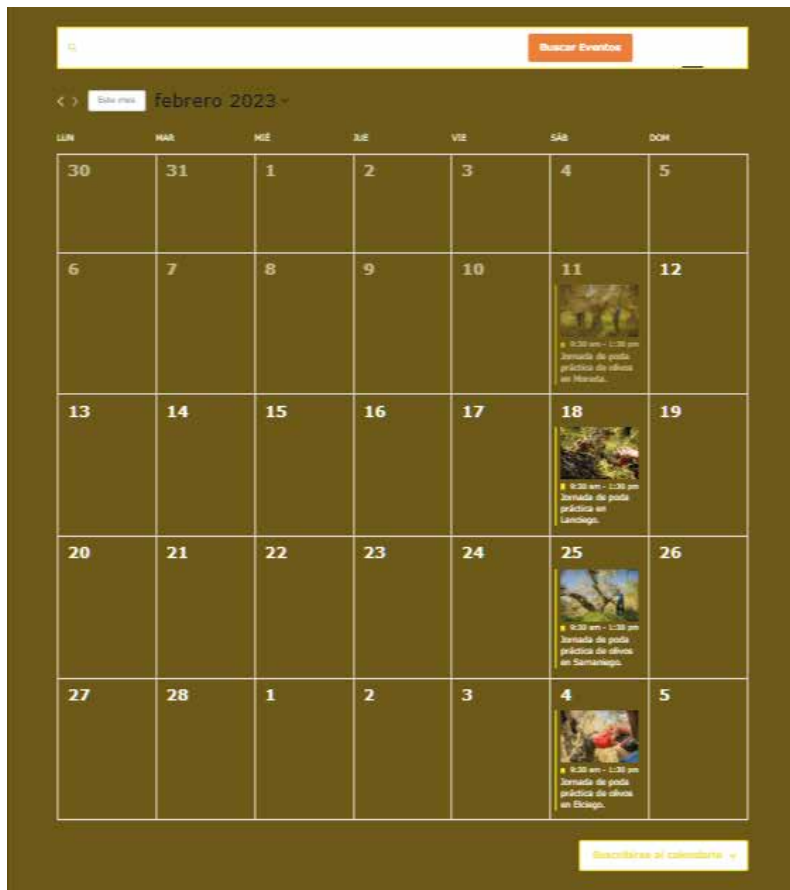 Buscar Eventos
Este mes
febrero 2023
LUN MAR MIÉ JUE VIE SÁB DOM
30 31 1 2 3 4 5
6 7 8 9 10 11 12
9:30 am - 1:30 pm
Jornada de poda
práctica de olivos
en Moreda.
13 14 15 16 17 18 19
9:30 am - 1:30 pm
Jornada de poda
práctica en
Lanciego.
20 21 22 23 24 25 26
9:30 am - 1:30 pm
Jornada de poda
práctica de olivos
en Samaniego.
27 28 1 2 3 4 5
9:30 am - 1:30 pm
Jornada de poda
práctica de olivos
en Elciego.
Suscribirse al calendario